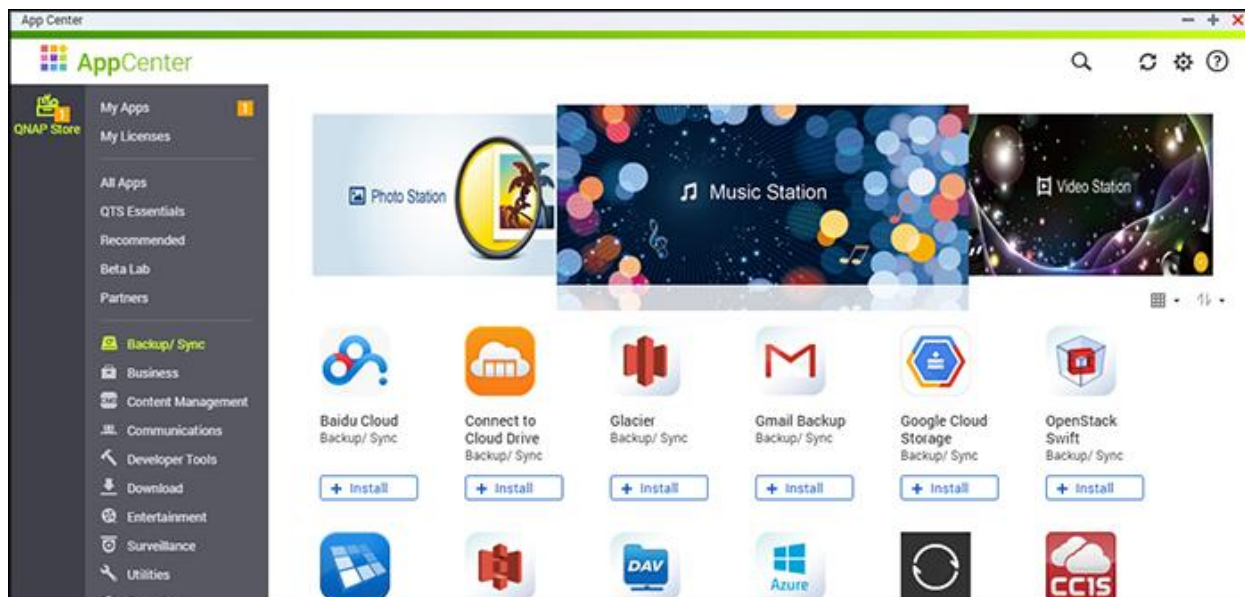 App Center
AppCenter
QNAP Store
1
My Apps
1
My Licenses
All Apps
QTS Essentials
Recommended
Beta Lab
Partners
Backup/ Sync
Business
Content Management
Communications
Developer Tools
Download
Entertainment
Surveillance
Utilities
Photo Station
Music Station
Video Station
Baidu Cloud
Backup/ Sync
+ Install
Connect to
Cloud Drive
Backup/ Sync
+ Install
Glacier
Backup/ Sync
+ Install
Gmail Backup
Backup/ Sync
+ Install
Google Cloud
Storage
Backup/ Sync
+ Install
OpenStack
Swift
Backup/ Sync
+ Install
DAV
Azure
CC1S